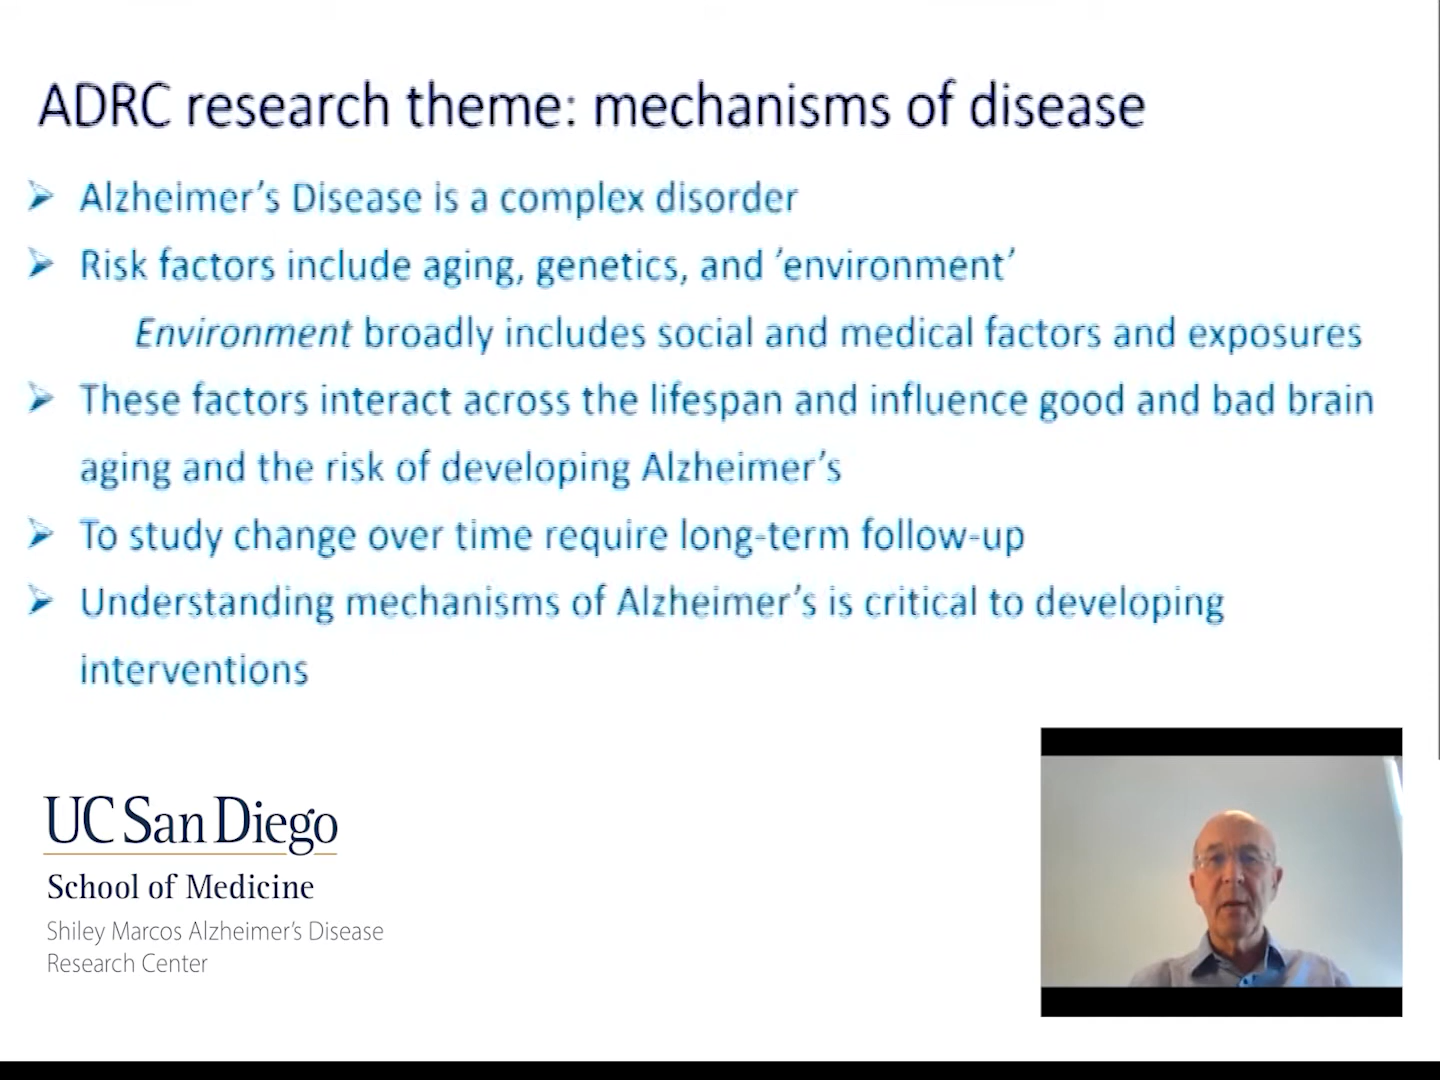 ADRC research theme: mechanisms of disease
Alzheimer’s Disease is a complex disorder
Risk factors include aging, genetics, and ’environment’
Environment broadly includes social and medical factors and exposures
These factors interact across the lifespan and influence good and bad brain
aging and the risk of developing Alzheimer’s
To study change over time require long-term follow-up
Understanding mechanisms of Alzheimer’s is critical to developing
interventions
UC San Diego
School of Medicine
Shiley Marcos Alzheimer’s Disease
Research Center